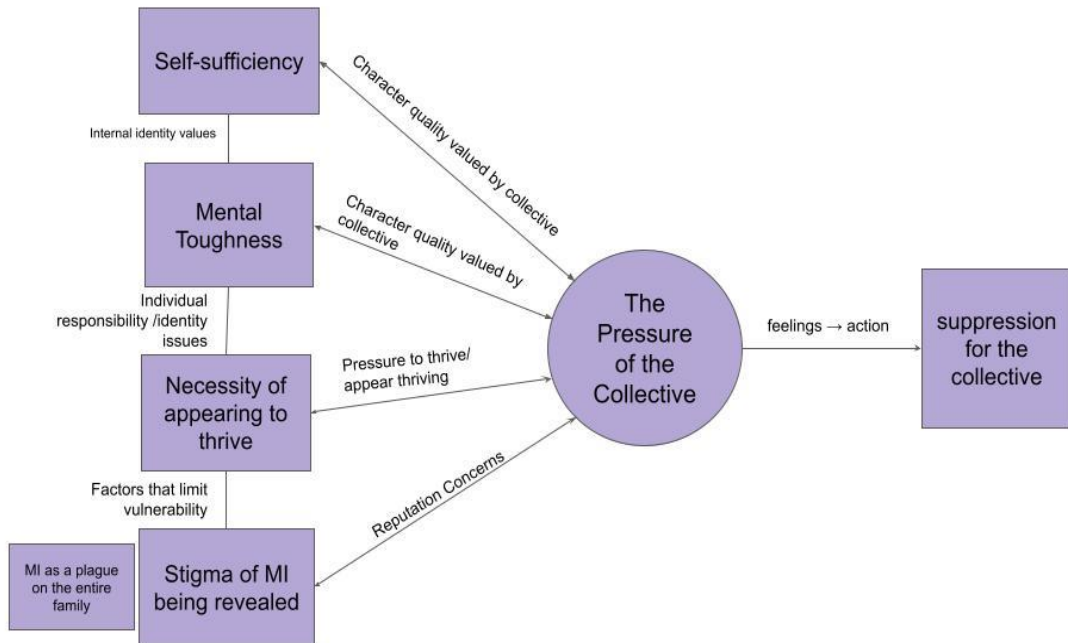 Self-sufficiency
Internal identity values
Mental
Toughness
Individual
responsibility /identity
issues
Necessity of
appearing to
thrive
Factors that limit
vulnerability
MI as a plague
on the entire
family
Stigma of MI
being revealed
Character quality valued by collective
Character quality valued by
collective
Pressure to thrive/
appear thriving
Reputation Concerns
The
Pressure
of the
Collective
feelings → action
suppression
for the
collective